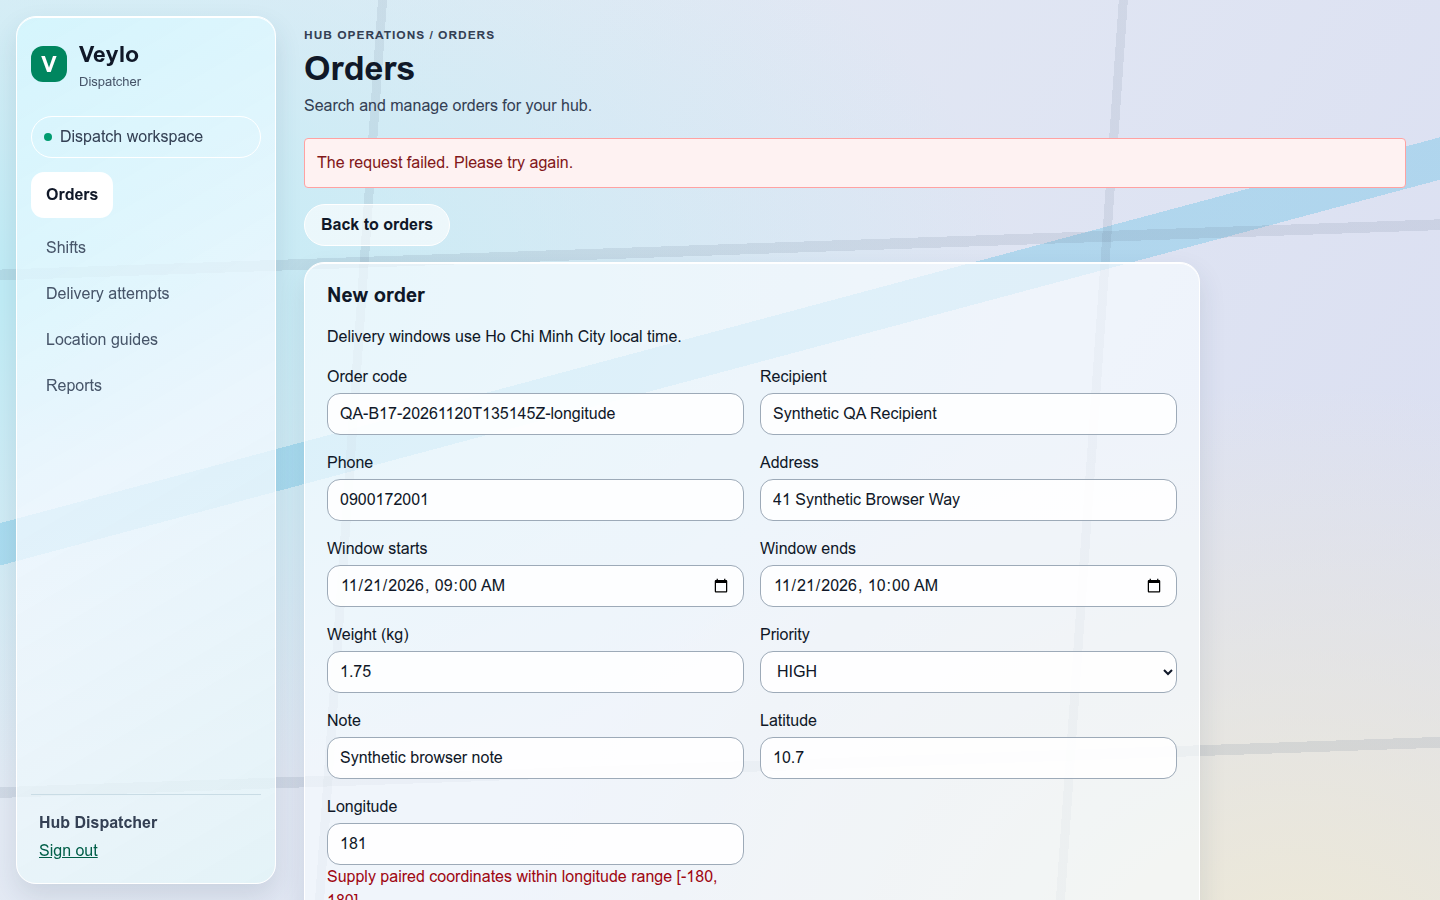 V
Veylo
Dispatcher
Dispatch workspace
Orders
Shifts
Delivery attempts
Location guides
Reports
Hub Dispatcher
Sign out
HUB OPERATIONS / ORDERS
Orders
Search and manage orders for your hub.
The request failed. Please try again.
Back to orders
New order
Delivery windows use Ho Chi Minh City local time.
Order code
QA-B17-20261120T135145Z-longitude
Recipient
Synthetic QA Recipient
Phone
0900172001
Address
41 Synthetic Browser Way
Window starts
11/21/2026, 09:00 AM
Window ends
11/21/2026, 10:00 AM
Weight (kg)
1.75
Priority
HIGH
Note
Synthetic browser note
Latitude
10.7
Longitude
181
Supply paired coordinates within longitude range [-180,
180]